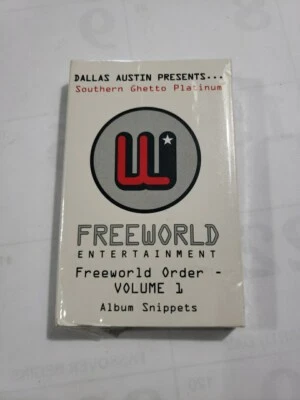 DALLAS AUSTIN PRESENTS...
Southern Ghetto Platinum
FREEWORLD
ENTERTAINMENT
Freeworld Order -
VOLUME 1
Album Snippets